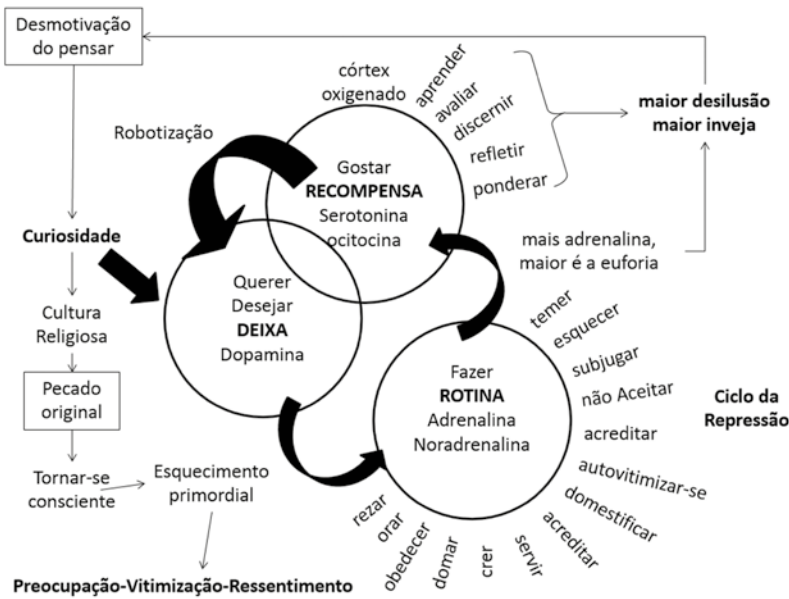 Desmotivação
do pensar
córtex
oxigenado
aprender
avaliar
discernir
refletir
ponderar
maior desilusão
maior inveja
Robotização
Gostar
RECOMPENSA
Serotonina
ocitocina
Curiosidade
mais adrenalina,
maior é a euforia
Querer
Desejar
DEIXA
Dopamina
Cultura
Religiosa
Pecado
original
Tornar-se
consciente
Esquecimento
primordial
Preocupação-Vitimização-Ressentimento
Fazer
ROTINA
Adrenalina
Noradrenalina
temer
esquecer
subjugar
não Aceitar
acreditar
autovitimizar-se
domestificar
acreditar
servir
crer
domar
obedecer
orar
rezar
Ciclo da
Repressão